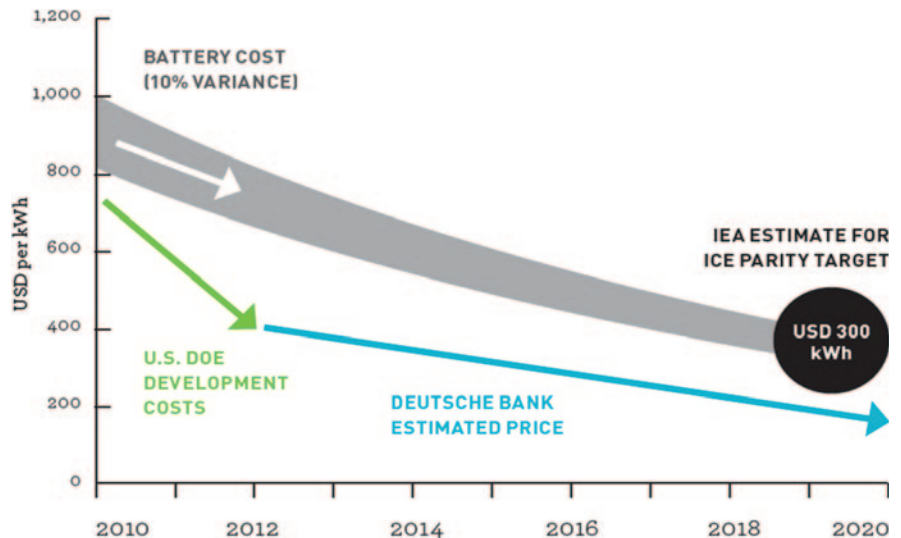 1,200
BATTERY COST
(10% VARIANCE)
1,000
800
USD per kWh
600
IEA ESTIMATE FOR
ICE PARITY TARGET
400
USD 300
kWh
U.S. DOE
DEVELOPMENT
COSTS
200
DEUTSCHE BANK
ESTIMATED PRICE
0
2010 2012 2014 2016 2018 2020